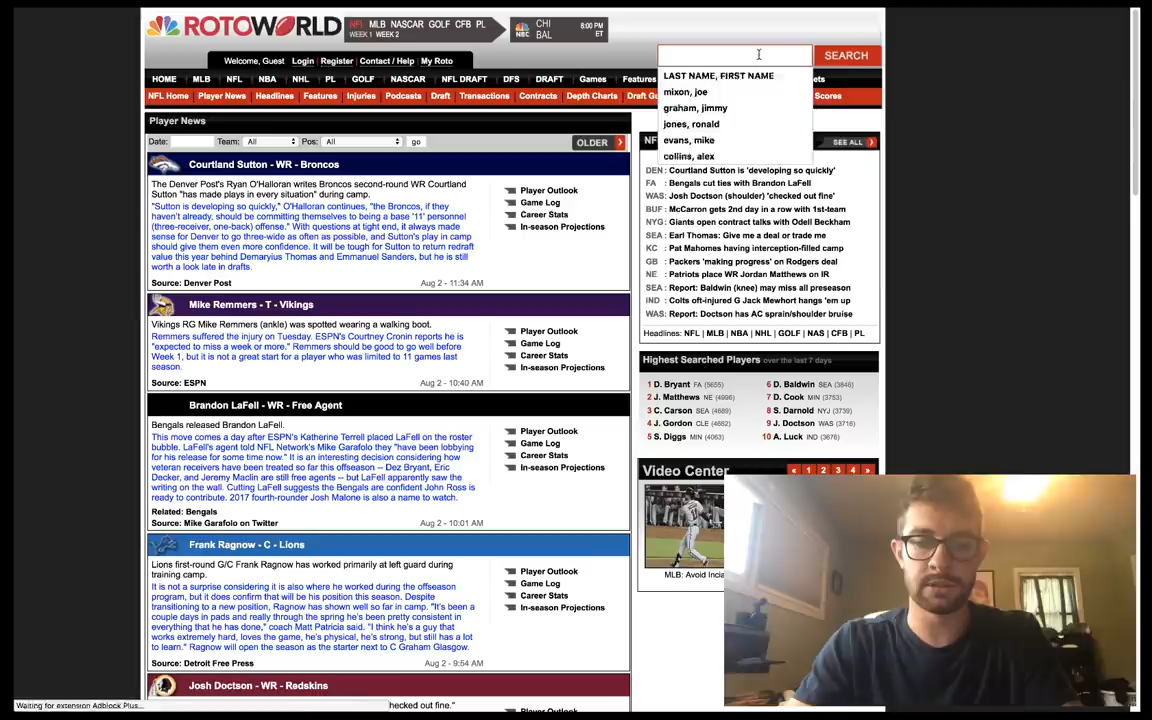 ROTOWORLD
NFL MLB NASCAR GOLF CFB PL
WEEK 1 WEEK 2
NBC
CHI
BAL
8:00 PM
ET
Welcome, Guest Login | Register | Contact / Help | My Roto
SEARCH
LAST NAME, FIRST NAME
mixon, joe
graham, jimmy
jones, ronald
evans, mike
collins, alex
HOME MLB NFL NBA NHL PL GOLF NASCAR NFL DRAFT DFS DRAFT Games Features
NFL Home Player News Headlines Features Injuries Podcasts Draft Transactions Contracts Depth Charts Scores
Player News
Date: Team: All Pos: All go OLDER
Courtland Sutton - WR - Broncos
The Denver Post's Ryan O'Halloran writes Broncos second-round WR Courtland
Sutton "has made plays in every situation" during camp.
"Sutton is developing so quickly," O'Halloran continues, "the Broncos, if they
haven't already, should be committing themselves to being a base '11' personnel
(three-receiver, one-back) offense." With questions at tight end, it always made
sense for Denver to go three-wide as often as possible, and Sutton's play in camp
should give them even more confidence. It will be tough for Sutton to return redraft
value this year behind Demaryius Thomas and Emmanuel Sanders, but he is still
worth a look late in drafts.
Source: Denver Post
Aug 2 - 11:34 AM
Player Outlook
Game Log
Career Stats
In-season Projections
Mike Remmers - T - Vikings
Vikings RG Mike Remmers (ankle) was spotted wearing a walking boot.
Remmers suffered the injury on Tuesday. ESPN's Courtney Cronin reports he is
"expected to miss a week or more." Remmers should be good to go well before
Week 1, but it is not a great start for a player who was limited to 11 games last
season.
Source: ESPN
Aug 2 - 10:40 AM
Player Outlook
Game Log
Career Stats
In-season Projections
Brandon LaFell - WR - Free Agent
Bengals released Brandon LaFell.
This move comes a day after ESPN's Katherine Terrell placed LaFell on the roster
bubble. LaFell's agent told NFL Network's Mike Garafolo they "have been lobbying
for his release for some time now." It is an interesting decision considering how
veteran receivers have been treated so far this offseason -- Dez Bryant, Eric
Decker, and Jeremy Maclin are still free agents -- but LaFell apparently saw the
writing on the wall. Cutting LaFell suggests the Bengals are confident John Ross is
ready to contribute. 2017 fourth-rounder Josh Malone is also a name to watch.
Related: Bengals
Source: Mike Garafolo on Twitter
Aug 2 - 10:01 AM
Player Outlook
Game Log
Career Stats
In-season Projections
Frank Ragnow - C - Lions
Lions first-round G/C Frank Ragnow has worked primarily at left guard during
training camp.
It is not a surprise considering it is also where he worked during the offseason
program, but it does confirm that will be his position this season. Despite
transitioning to a new position, Ragnow has shown well so far in camp. "It's been a
couple days in pads and really through the spring he's been pretty consistent in
everything that he has done," coach Matt Patricia said. "I think he's a guy that
works extremely hard, loves the game, he's physical, he's strong, but still has a lot
to learn." Ragnow will open the season as the starter next to C Graham Glasgow.
Source: Detroit Free Press
Aug 2 - 9:54 AM
Player Outlook
Game Log
Career Stats
In-season Projections
Josh Doctson - WR - Redskins
checked out fine."
Player Outlook
Waiting for extension Adblock Plus...
SEE ALL
DEN: Courtland Sutton is 'developing so quickly'
FA : Bengals cut ties with Brandon LaFell
WAS: Josh Doctson (shoulder) 'checked out fine'
BUF: McCarron gets 2nd day in a row with 1st-team
NYG: Giants open contract talks with Odell Beckham
SEA : Earl Thomas: Give me a deal or trade me
KC : Pat Mahomes having interception-filled camp
GB : Packers 'making progress' on Rodgers deal
NE : Patriots place WR Jordan Matthews on IR
SEA : Report: Baldwin (knee) may miss all preseason
IND : Colts oft-injured G Jack Mewhort hangs 'em up
WAS: Report: Doctson has AC sprain/shoulder bruise
Headlines: NFL | MLB | NBA | NHL | GOLF | NAS | CFB | PL
Highest Searched Players over the last 7 days
1 D. Bryant FA (5655) 6 D. Baldwin SEA (3846)
2 J. Matthews NE (4996) 7 D. Cook MIN (3753)
3 C. Carson SEA (4689) 8 S. Darnold NYJ (3739)
4 J. Gordon CLE (4662) 9 J. Doctson WAS (3716)
5 S. Diggs MIN (4063) 10 A. Luck IND (3676)
Video Center « 1 2 3 4 »
MLB: Avoid